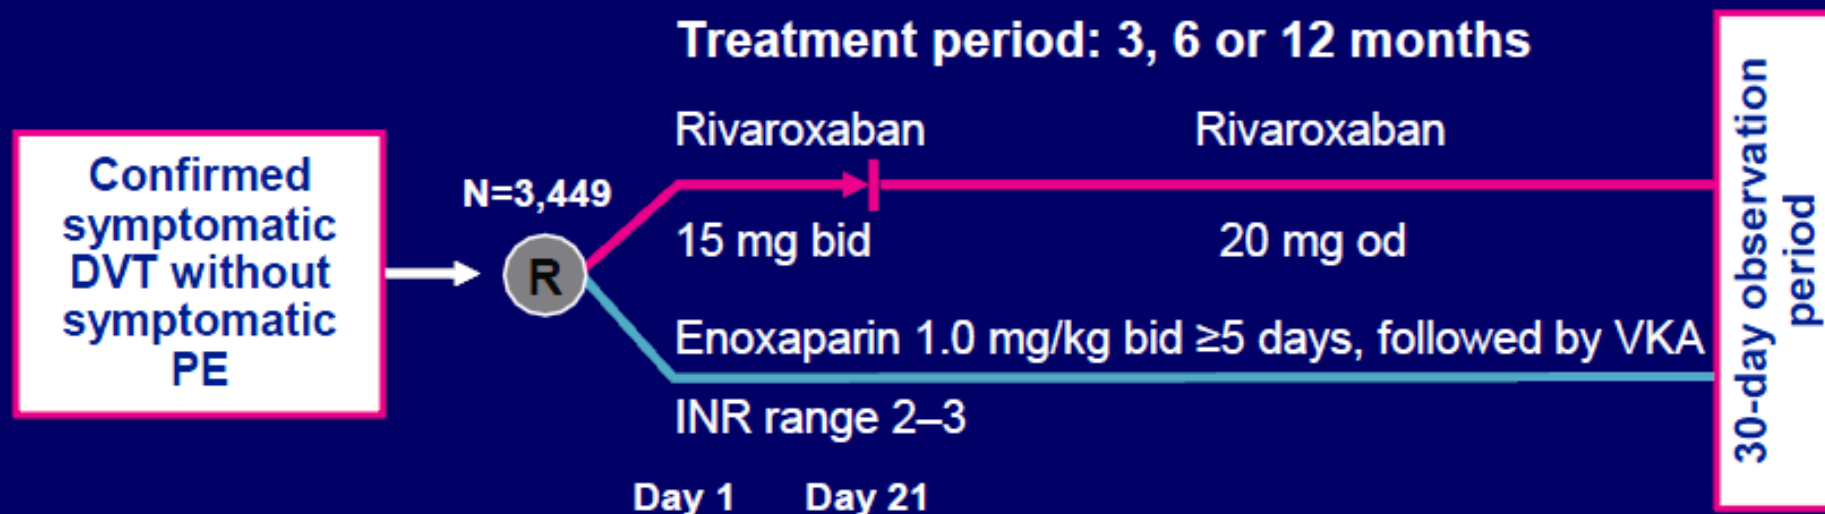 Treatment period: 3, 6 or 12 months
Confirmed
symptomatic
DVT without
symptomatic
PE
N=3,449
R
Rivaroxaban
Rivaroxaban
15 mg bid
20 mg od
Enoxaparin 1.0 mg/kg bid ≥5 days, followed by VKA
INR range 2–3
Day 1
Day 21
30-day observation
period